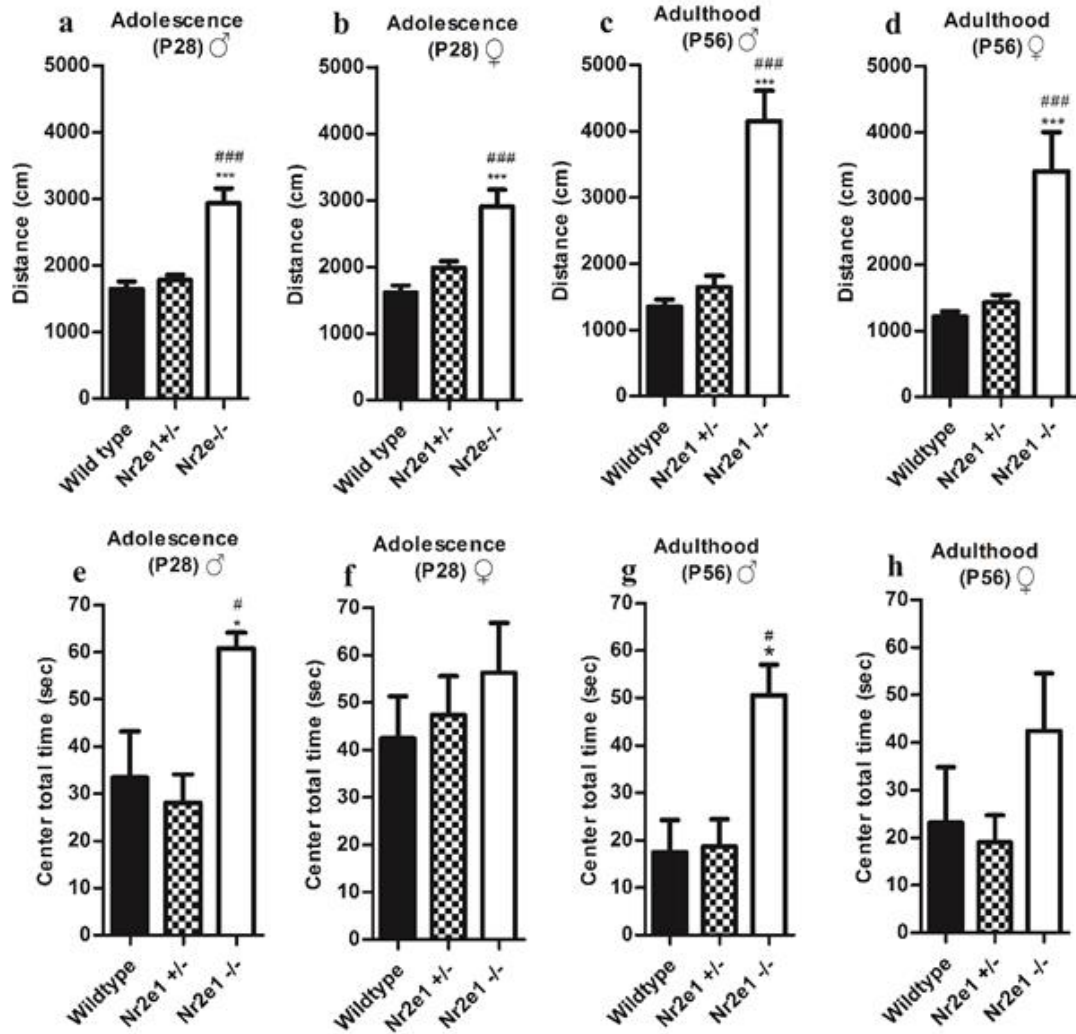 a Adolescence
(P28) ♂
5000
4000
3000
2000
1000
0
Distance (cm)
###
***
Wild type
Nr2e1+/-
Nr2e-/-
b Adolescence
(P28) ♀
5000
4000
3000
2000
1000
0
Distance (cm)
###
***
Wild type
Nr2e1+/-
Nr2e-/-
c Adulthood
(P56) ♂
5000
4000
3000
2000
1000
0
Distance (cm)
###
***
Wildtype
Nr2e1 +/-
Nr2e1 -/-
d Adulthood
(P56) ♀
5000
4000
3000
2000
1000
0
Distance (cm)
###
***
Wildtype
Nr2e1 +/-
Nr2e1 -/-
e Adolescence
(P28) ♂
70
60
50
40
30
20
10
0
Center total time (sec)
#
*
Wildtype
Nr2e1 +/-
Nr2e1 -/-
f Adolescence
(P28) ♀
70
60
50
40
30
20
10
0
Center total time (sec)
Wildtype
Nr2e1 +/-
Nr2e1 -/-
g Adulthood
(P56) ♂
70
60
50
40
30
20
10
0
Center total time (sec)
#
*
Wildtype
Nr2e1 +/-
Nr2e1 -/-
h Adulthood
(P56) ♀
70
60
50
40
30
20
10
0
Center total time (sec)
Wildtype
Nr2e1 +/-
Nr2e1 -/-